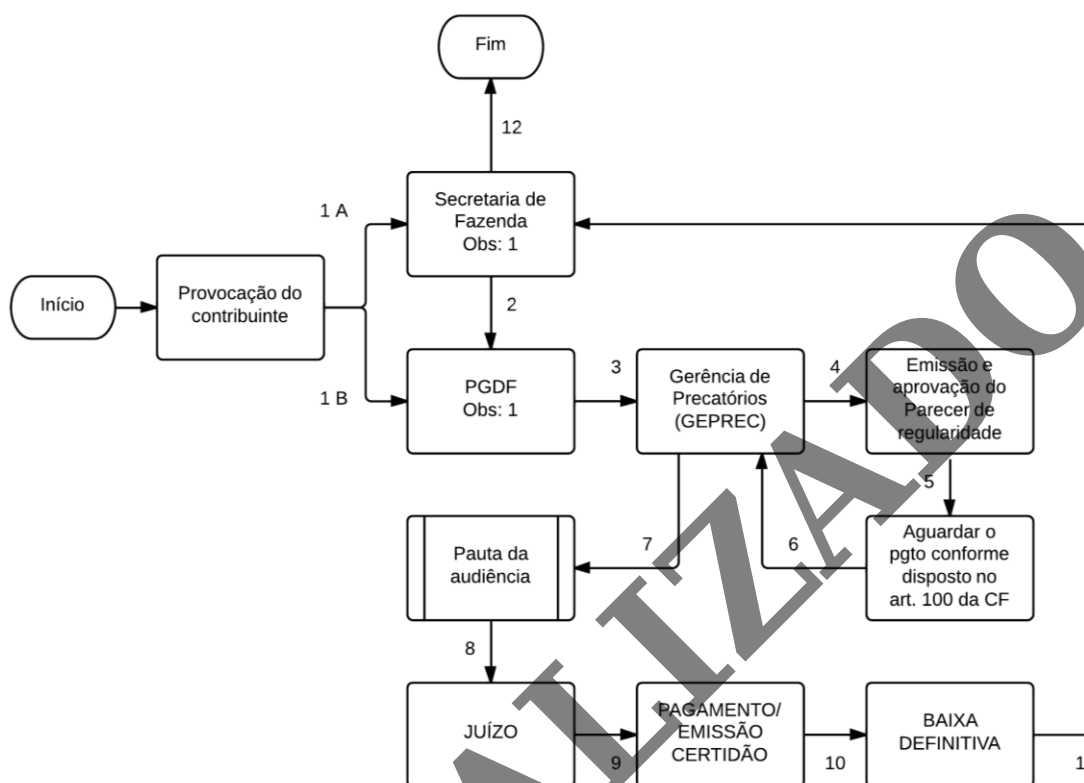 Fim
12
Secretaria de
Fazenda
Obs: 1
1 A
Início
Provocação do
contribuinte
2
1 B
PGDF
Obs: 1
3
Gerência de
Precatórios
(GEPREC)
4
Emissão e
aprovação do
Parecer de
regularidade
5
Pauta da
audiência
7
6
Aguardar o
pgto conforme
disposto no
art. 100 da CF
8
JUÍZO
9
PAGAMENTO/
EMISSÃO
CERTIDÃO
10
BAIXA
DEFINITIVA
ALIZADO